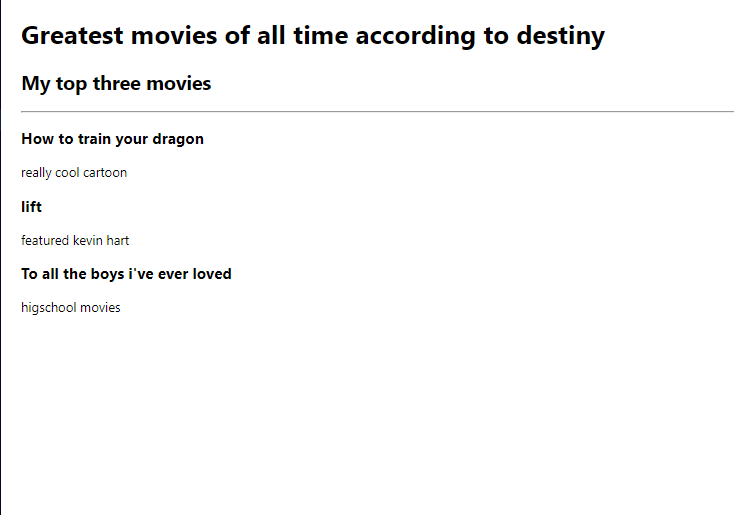 Greatest movies of all time according to destiny
My top three movies
How to train your dragon
really cool cartoon
lift
featured kevin hart
To all the boys i've ever loved
higschool movies